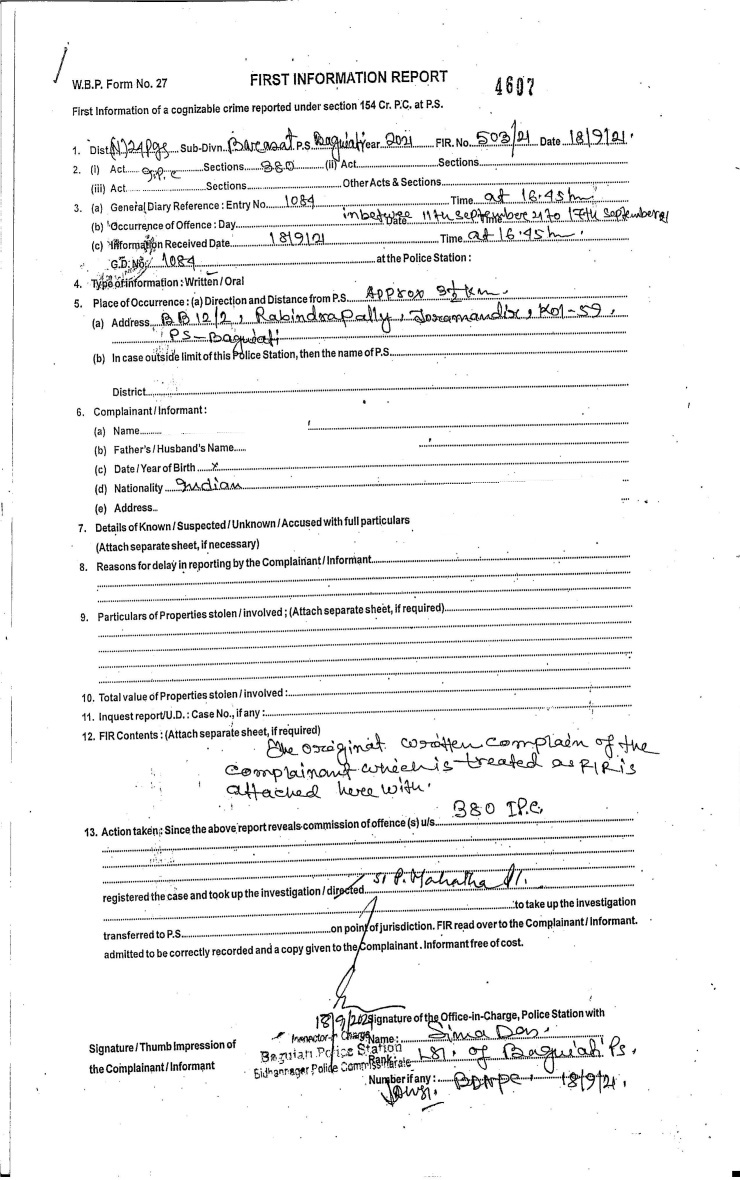 W.B.P. Form No. 27
FIRST INFORMATION REPORT
4607
First Information of a cognizable crime reported under section 154 Cr. P.C. at P.S.
1. Dist (N) 24 Pgs Sub-Divn. Barasat P.S. Baguiati Year 2021 FIR. No. 503/21 Date 18/9/21.
2. (i) Act I.P.C Sections 380 (ii) Act Sections
(iii) Act Sections Other Acts & Sections
3. (a) General Diary Reference : Entry No. 1084 Time at 16.45 hr
(b) Occurrence of Offence : Day inbetwee 11th september 21 to 17th september 21
Date Time
(c) Information Received Date 18/9/21 Time at 16.45 hr.
G.D. No. 1084 at the Police Station :
4. Type of information : Written / Oral
5. Place of Occurrence : (a) Direction and Distance from P.S. Approx 3½ Km.
(a) Address BB 12/2, Rabindrapally, Joramandir, Kol-59,
PS-Baguiati
(b) In case outside limit of this Police Station, then the name of P.S.
District
6. Complainant / Informant :
(a) Name
(b) Father's / Husband's Name
(c) Date / Year of Birth x
(d) Nationality Indian
(e) Address
7. Details of Known / Suspected / Unknown / Accused with full particulars
(Attach separate sheet, if necessary)
8. Reasons for delay in reporting by the Complainant / Informant
9. Particulars of Properties stolen / involved ; (Attach separate sheet, if required)
10. Total value of Properties stolen / involved :
11. Inquest report/U.D. : Case No., if any :
12. FIR Contents : (Attach separate sheet, if required)
The original written complain of the
complainant which is treated as FIR is
attached here with.
13. Action taken : Since the above report reveals commission of offence (s) u/s 380 IPC.
registered the case and took up the investigation / directed SI P. Mahatha
to take up the investigation
transferred to P.S. on point of jurisdiction. FIR read over to the Complainant / Informant.
admitted to be correctly recorded and a copy given to the Complainant. Informant free of cost.
18/9/2021 Signature of the Office-in-Charge, Police Station with
Signature / Thumb Impression of
the Complainant / Informant
Inspector in Charge
Baguiati Police Station
Bidhannagar Police Commissionerate
Name : Sima Das.
Rank : LSI. of Baguiati Ps.
Number if any : BDNPC. 18/9/21.